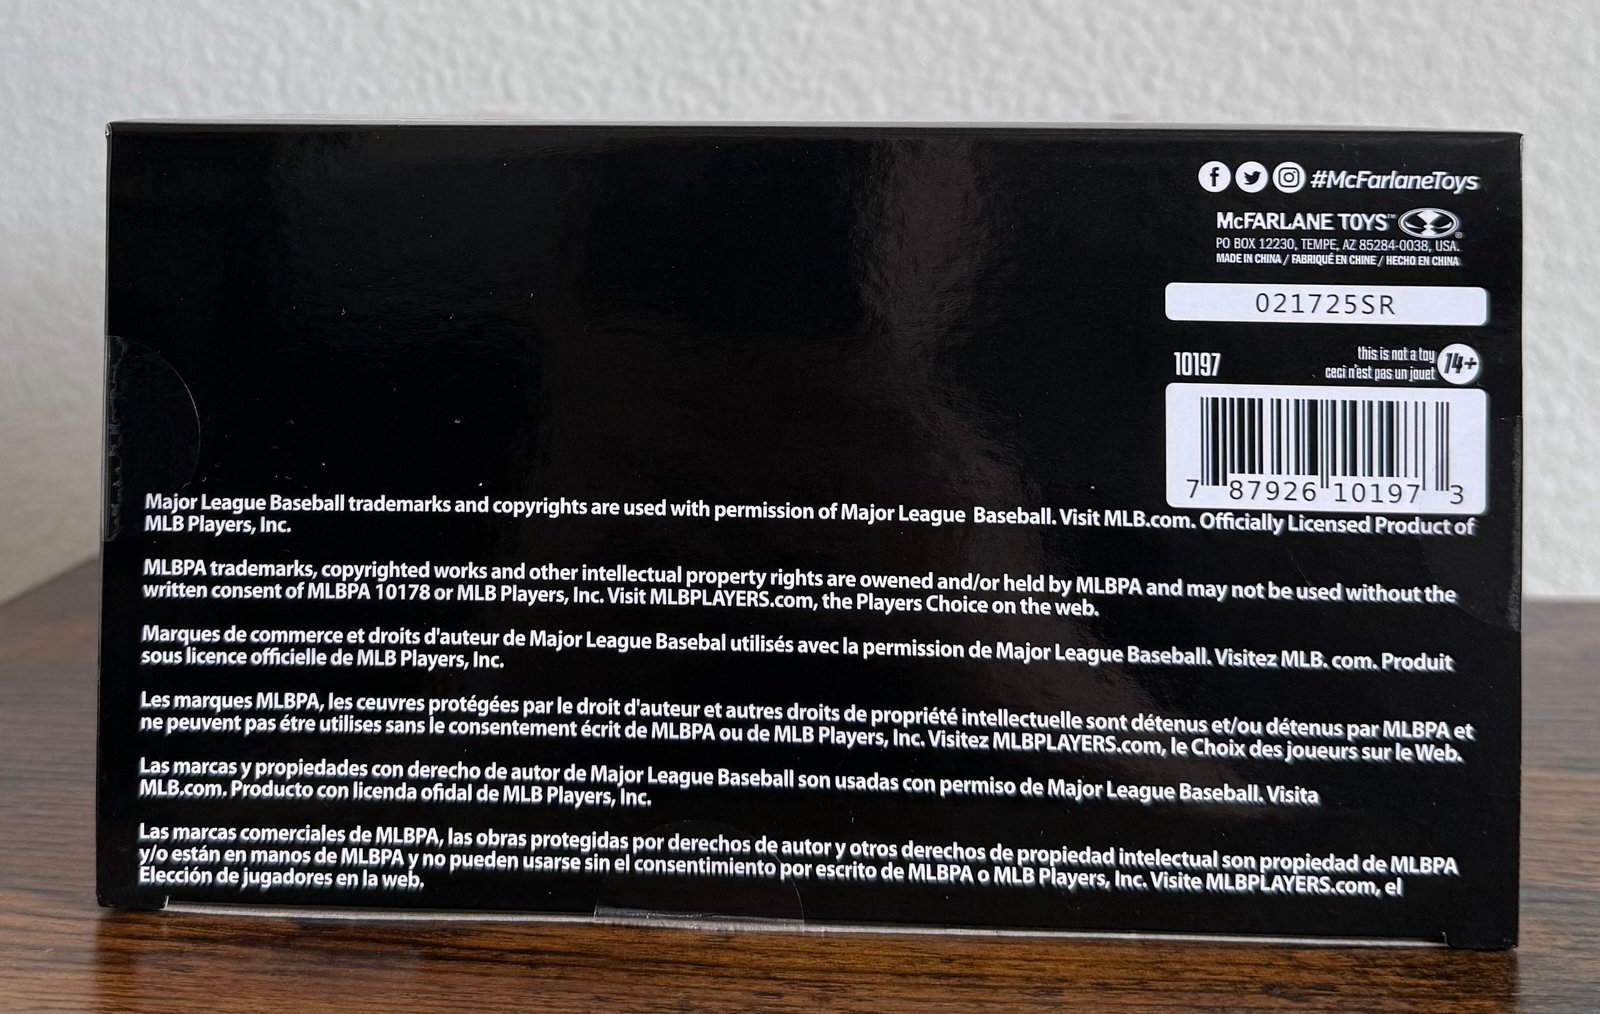 #McFarlaneToys
McFARLANE TOYS™
PO BOX 12230, TEMPE, AZ 85284-0038, USA.
MADE IN CHINA / FABRIQUÉ EN CHINE / HECHO EN CHINA
021725SR
10197
this is not a toy
ceci n'est pas un jouet
14+
7 87926 10197 3
Major League Baseball trademarks and copyrights are used with permission of Major League Baseball. Visit MLB.com. Officially Licensed Product of
MLB Players, Inc.
MLBPA trademarks, copyrighted works and other intellectual property rights are owened and/or held by MLBPA and may not be used without the
written consent of MLBPA 10178 or MLB Players, Inc. Visit MLBPLAYERS.com, the Players Choice on the web.
Marques de commerce et droits d'auteur de Major League Basebal utilisés avec la permission de Major League Baseball. Visitez MLB. com. Produit
sous licence officielle de MLB Players, Inc.
Les marques MLBPA, les ceuvres protégées par le droit d'auteur et autres droits de propriété intellectuelle sont détenus et/ou détenus par MLBPA et
ne peuvent pas étre utilises sans le consentement écrit de MLBPA ou de MLB Players, Inc. Visitez MLBPLAYERS.com, le Choix des joueurs sur le Web.
Las marcas y propiedades con derecho de autor de Major League Baseball son usadas con permiso de Major League Baseball. Visita
MLB.com. Producto con licenda ofidal de MLB Players, Inc.
Las marcas comerciales de MLBPA, las obras protegidas por derechos de autor y otros derechos de propiedad intelectual son propiedad de MLBPA
y/o están en manos de MLBPA y no pueden usarse sin el consentimiento por escrito de MLBPA o MLB Players, Inc. Visite MLBPLAYERS.com, el
Elección de jugadores en la web.